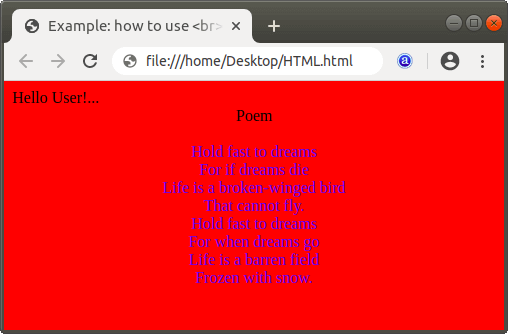 Example: how to use <br>
file:///home/Desktop/HTML.html
a
Hello User!...
Poem
Hold fast to dreams
For if dreams die
Life is a broken-winged bird
That cannot fly.
Hold fast to dreams
For when dreams go
Life is a barren field
Frozen with snow.